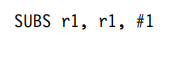 SUBS r1, r1, #1